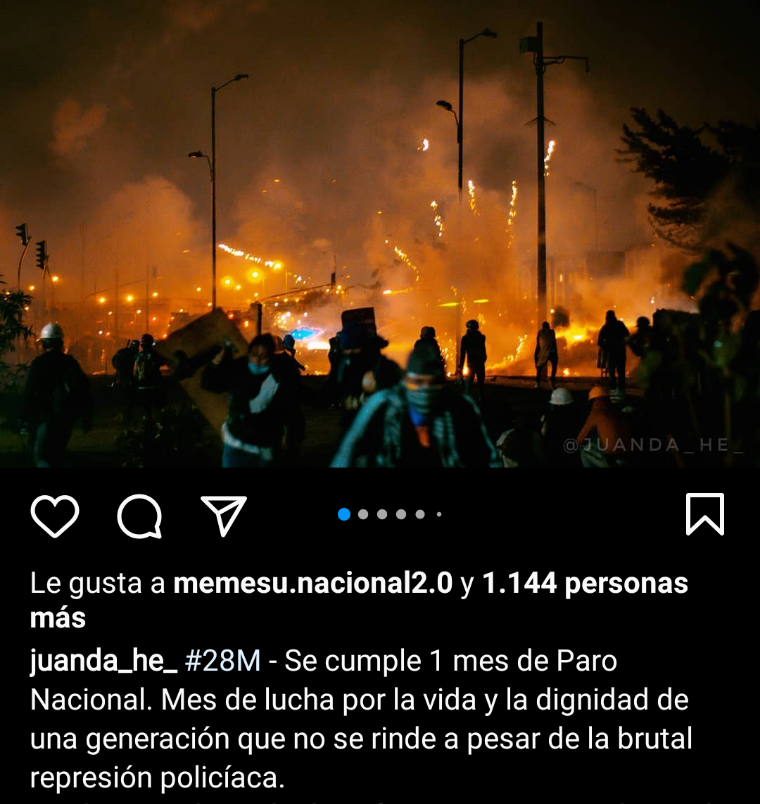 @JUANDA_HE_
Le gusta a memesu.nacional2.0 y 1.144 personas
más
juanda_he_ #28M - Se cumple 1 mes de Paro
Nacional. Mes de lucha por la vida y la dignidad de
una generación que no se rinde a pesar de la brutal
represión policíaca.